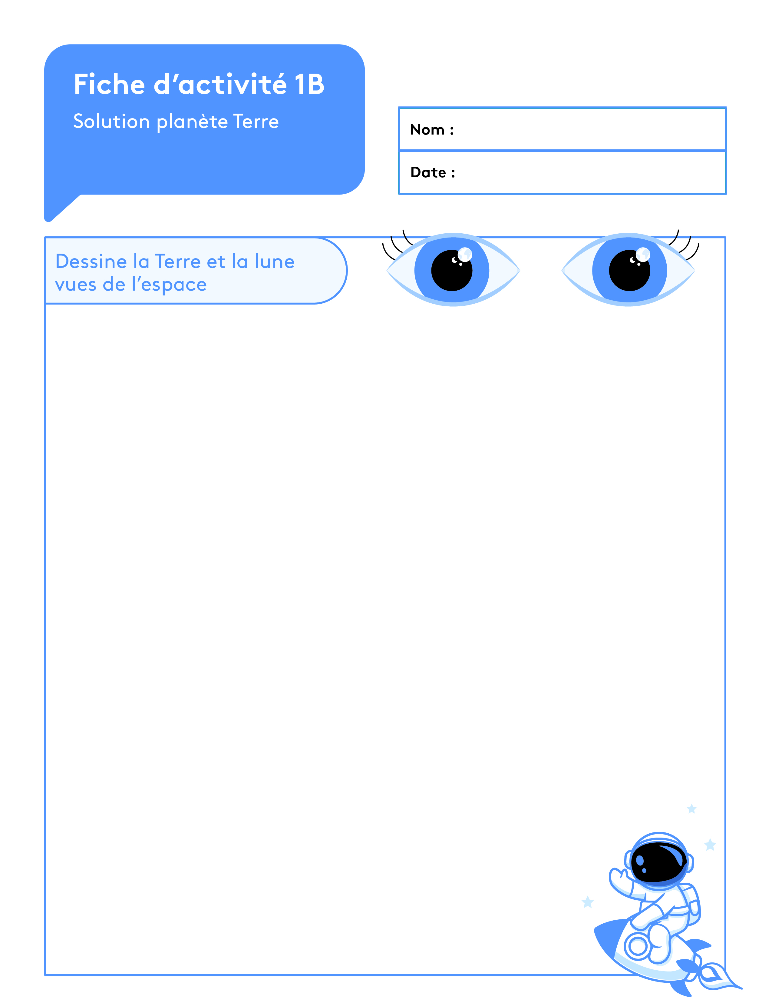 Fiche d’activité 1B
Solution planète Terre
Nom :
Date :
Dessine la Terre et la lune
vues de l’espace